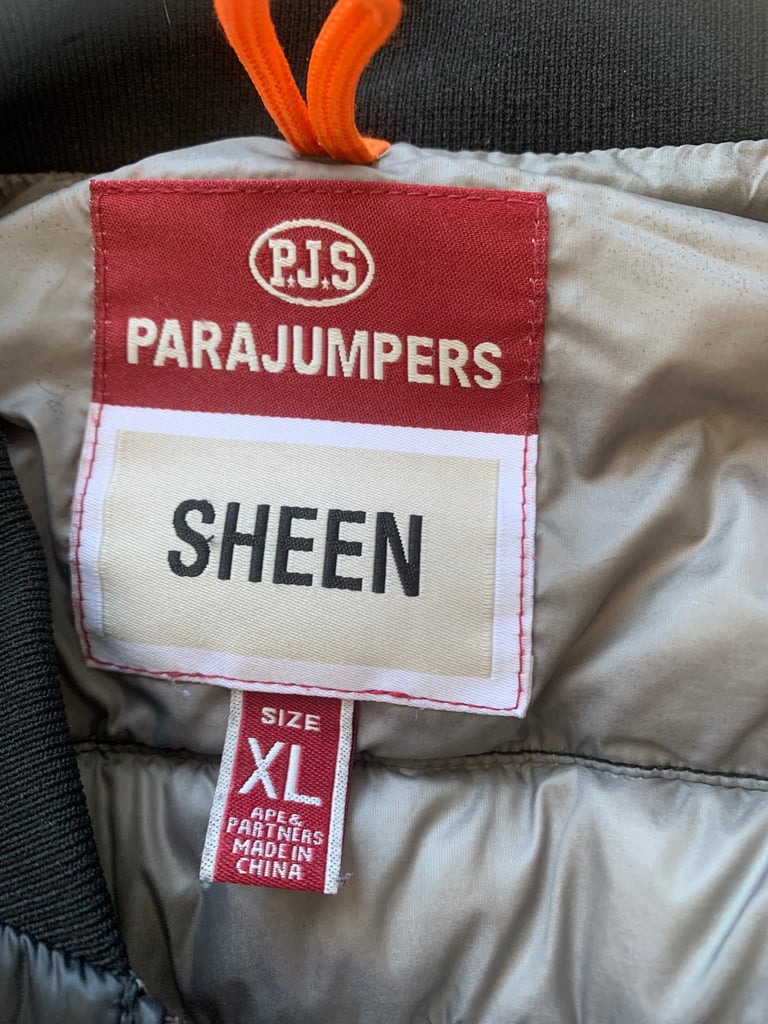 P.J.S
PARAJUMPERS
SHEEN
SIZE
XL
APE &
PARTNERS
MADE IN
CHINA